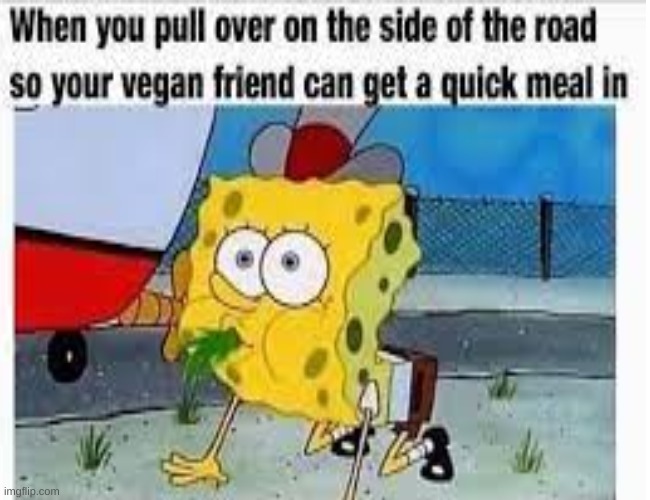 When you pull over on the side of the road
so your vegan friend can get a quick meal in
imgflip.com